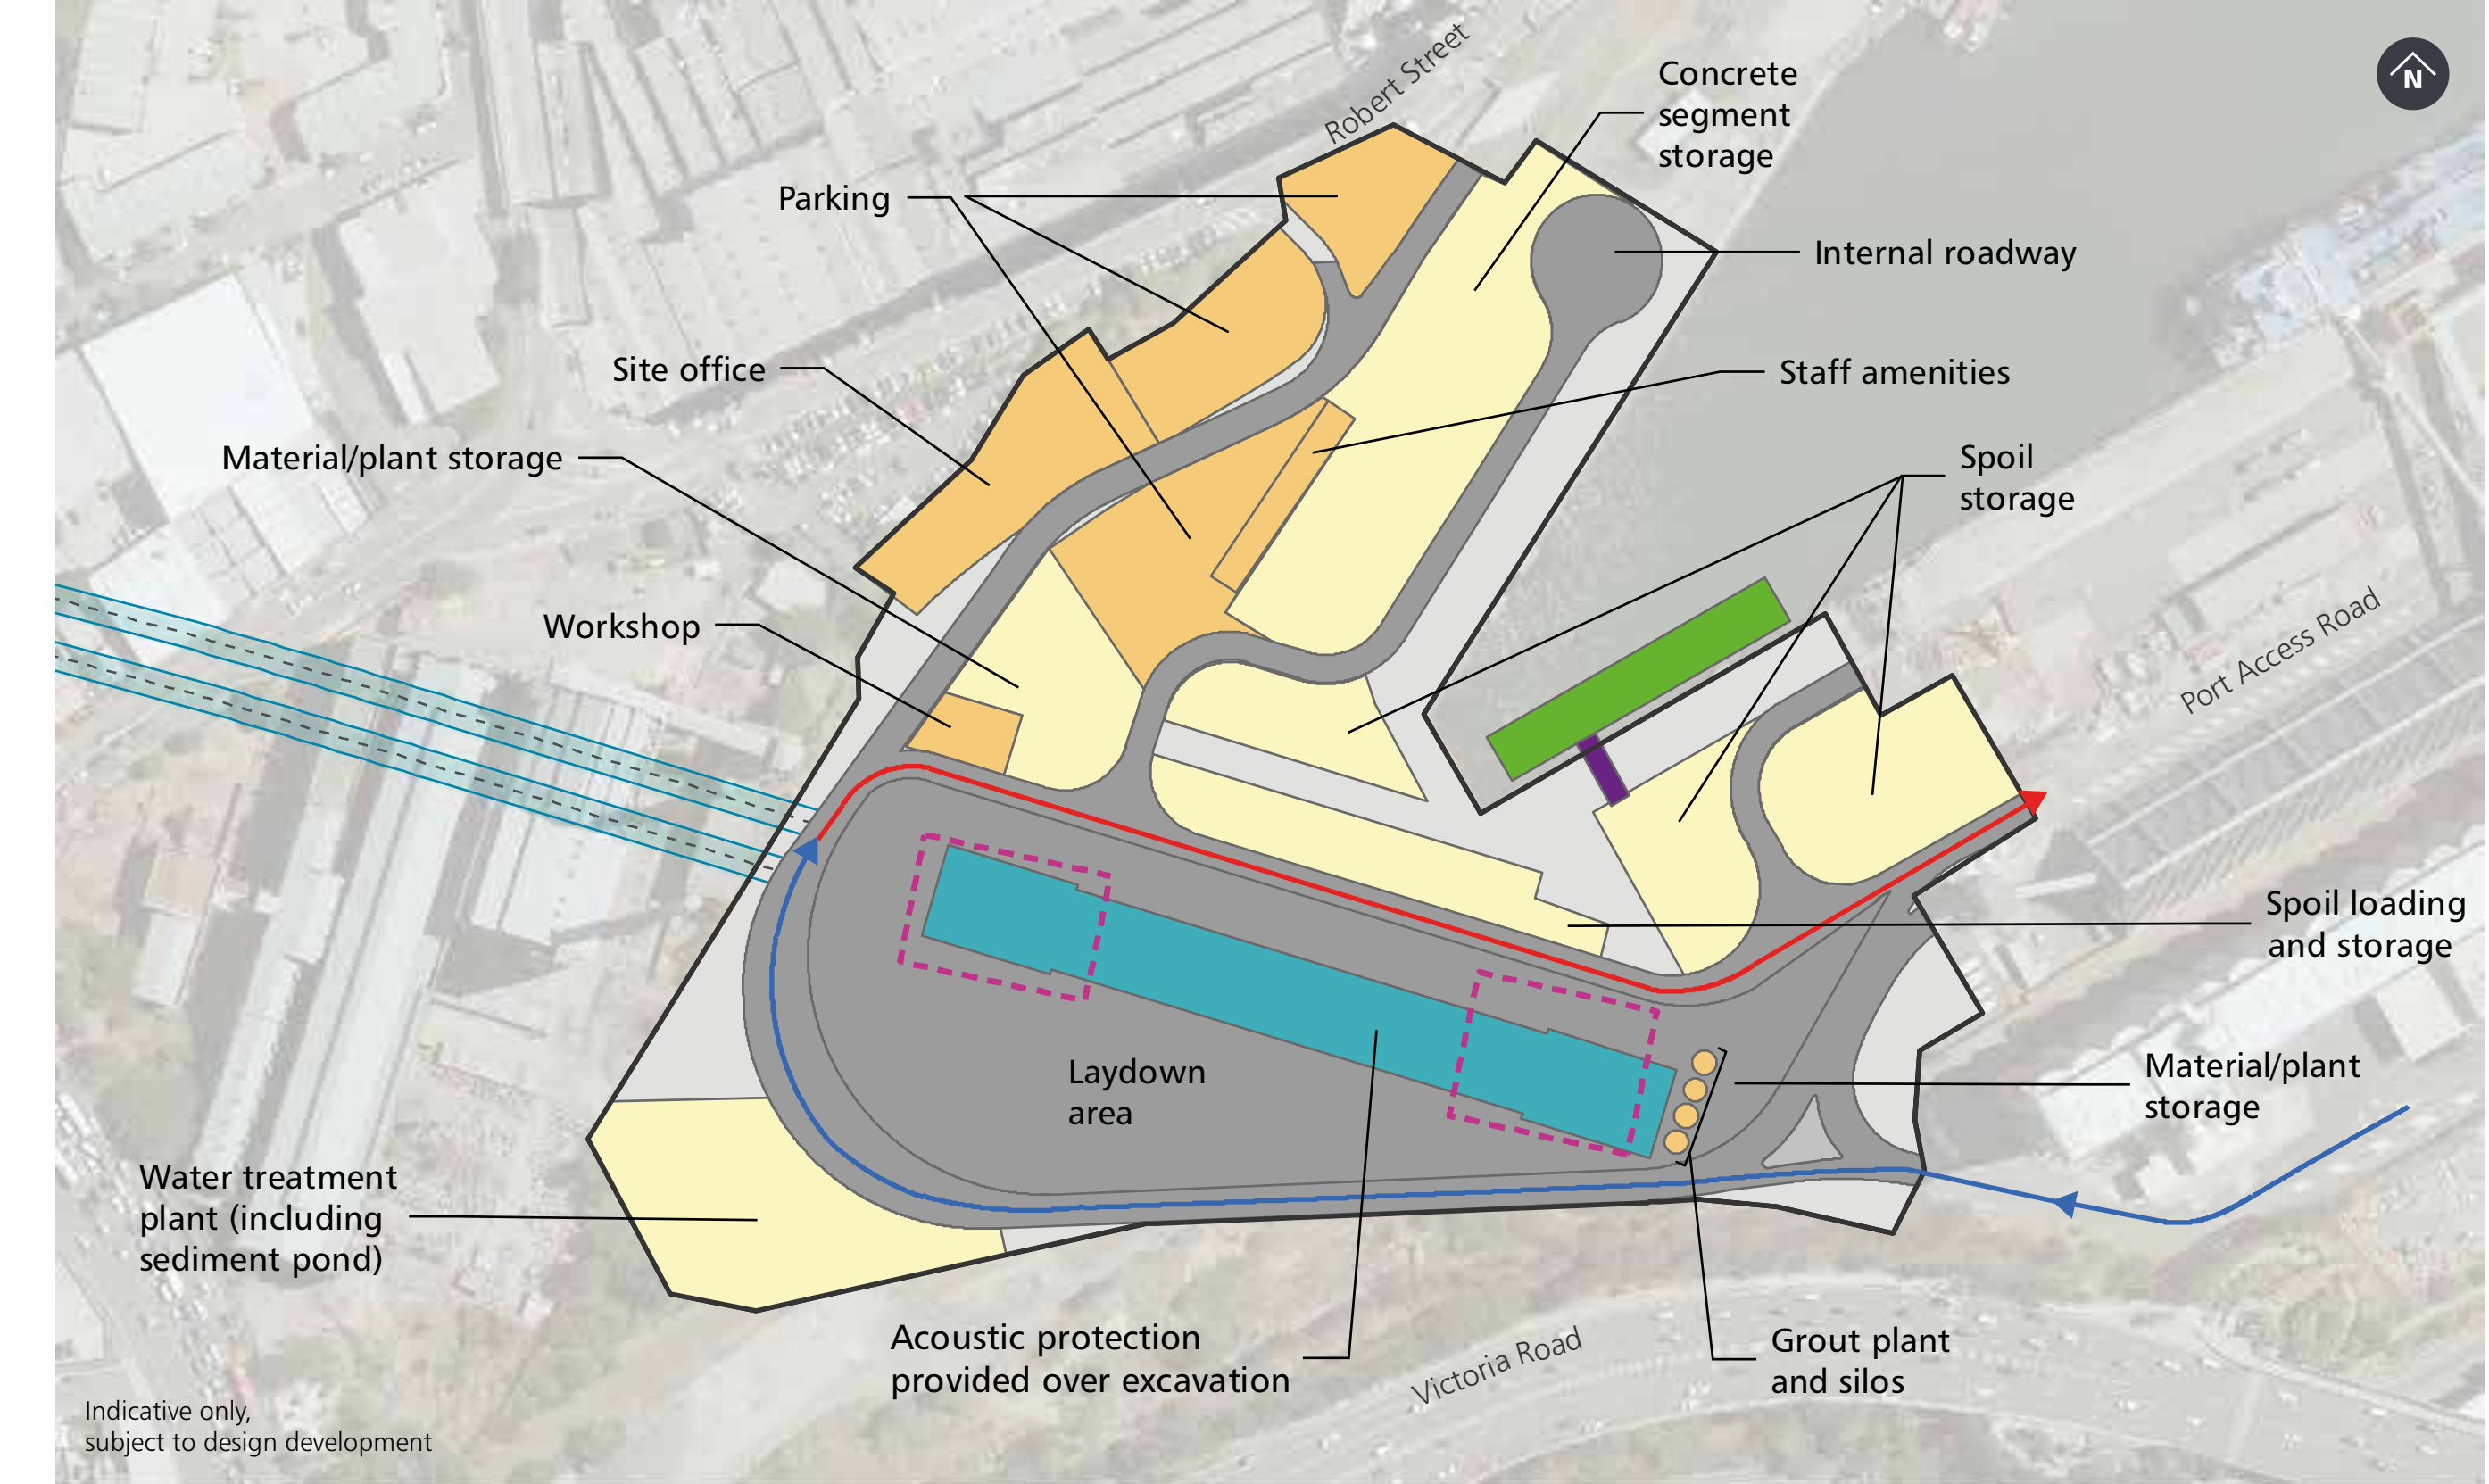 Robert Street
N
Concrete
segment
storage
Parking
Internal roadway
Site office
Staff amenities
Material/plant storage
Spoil
storage
Workshop
Port Access Road
Spoil loading
and storage
Laydown
area
Material/plant
storage
Water treatment
plant (including
sediment pond)
Acoustic protection
provided over excavation
Victoria Road
Grout plant
and silos
Indicative only,
subject to design development